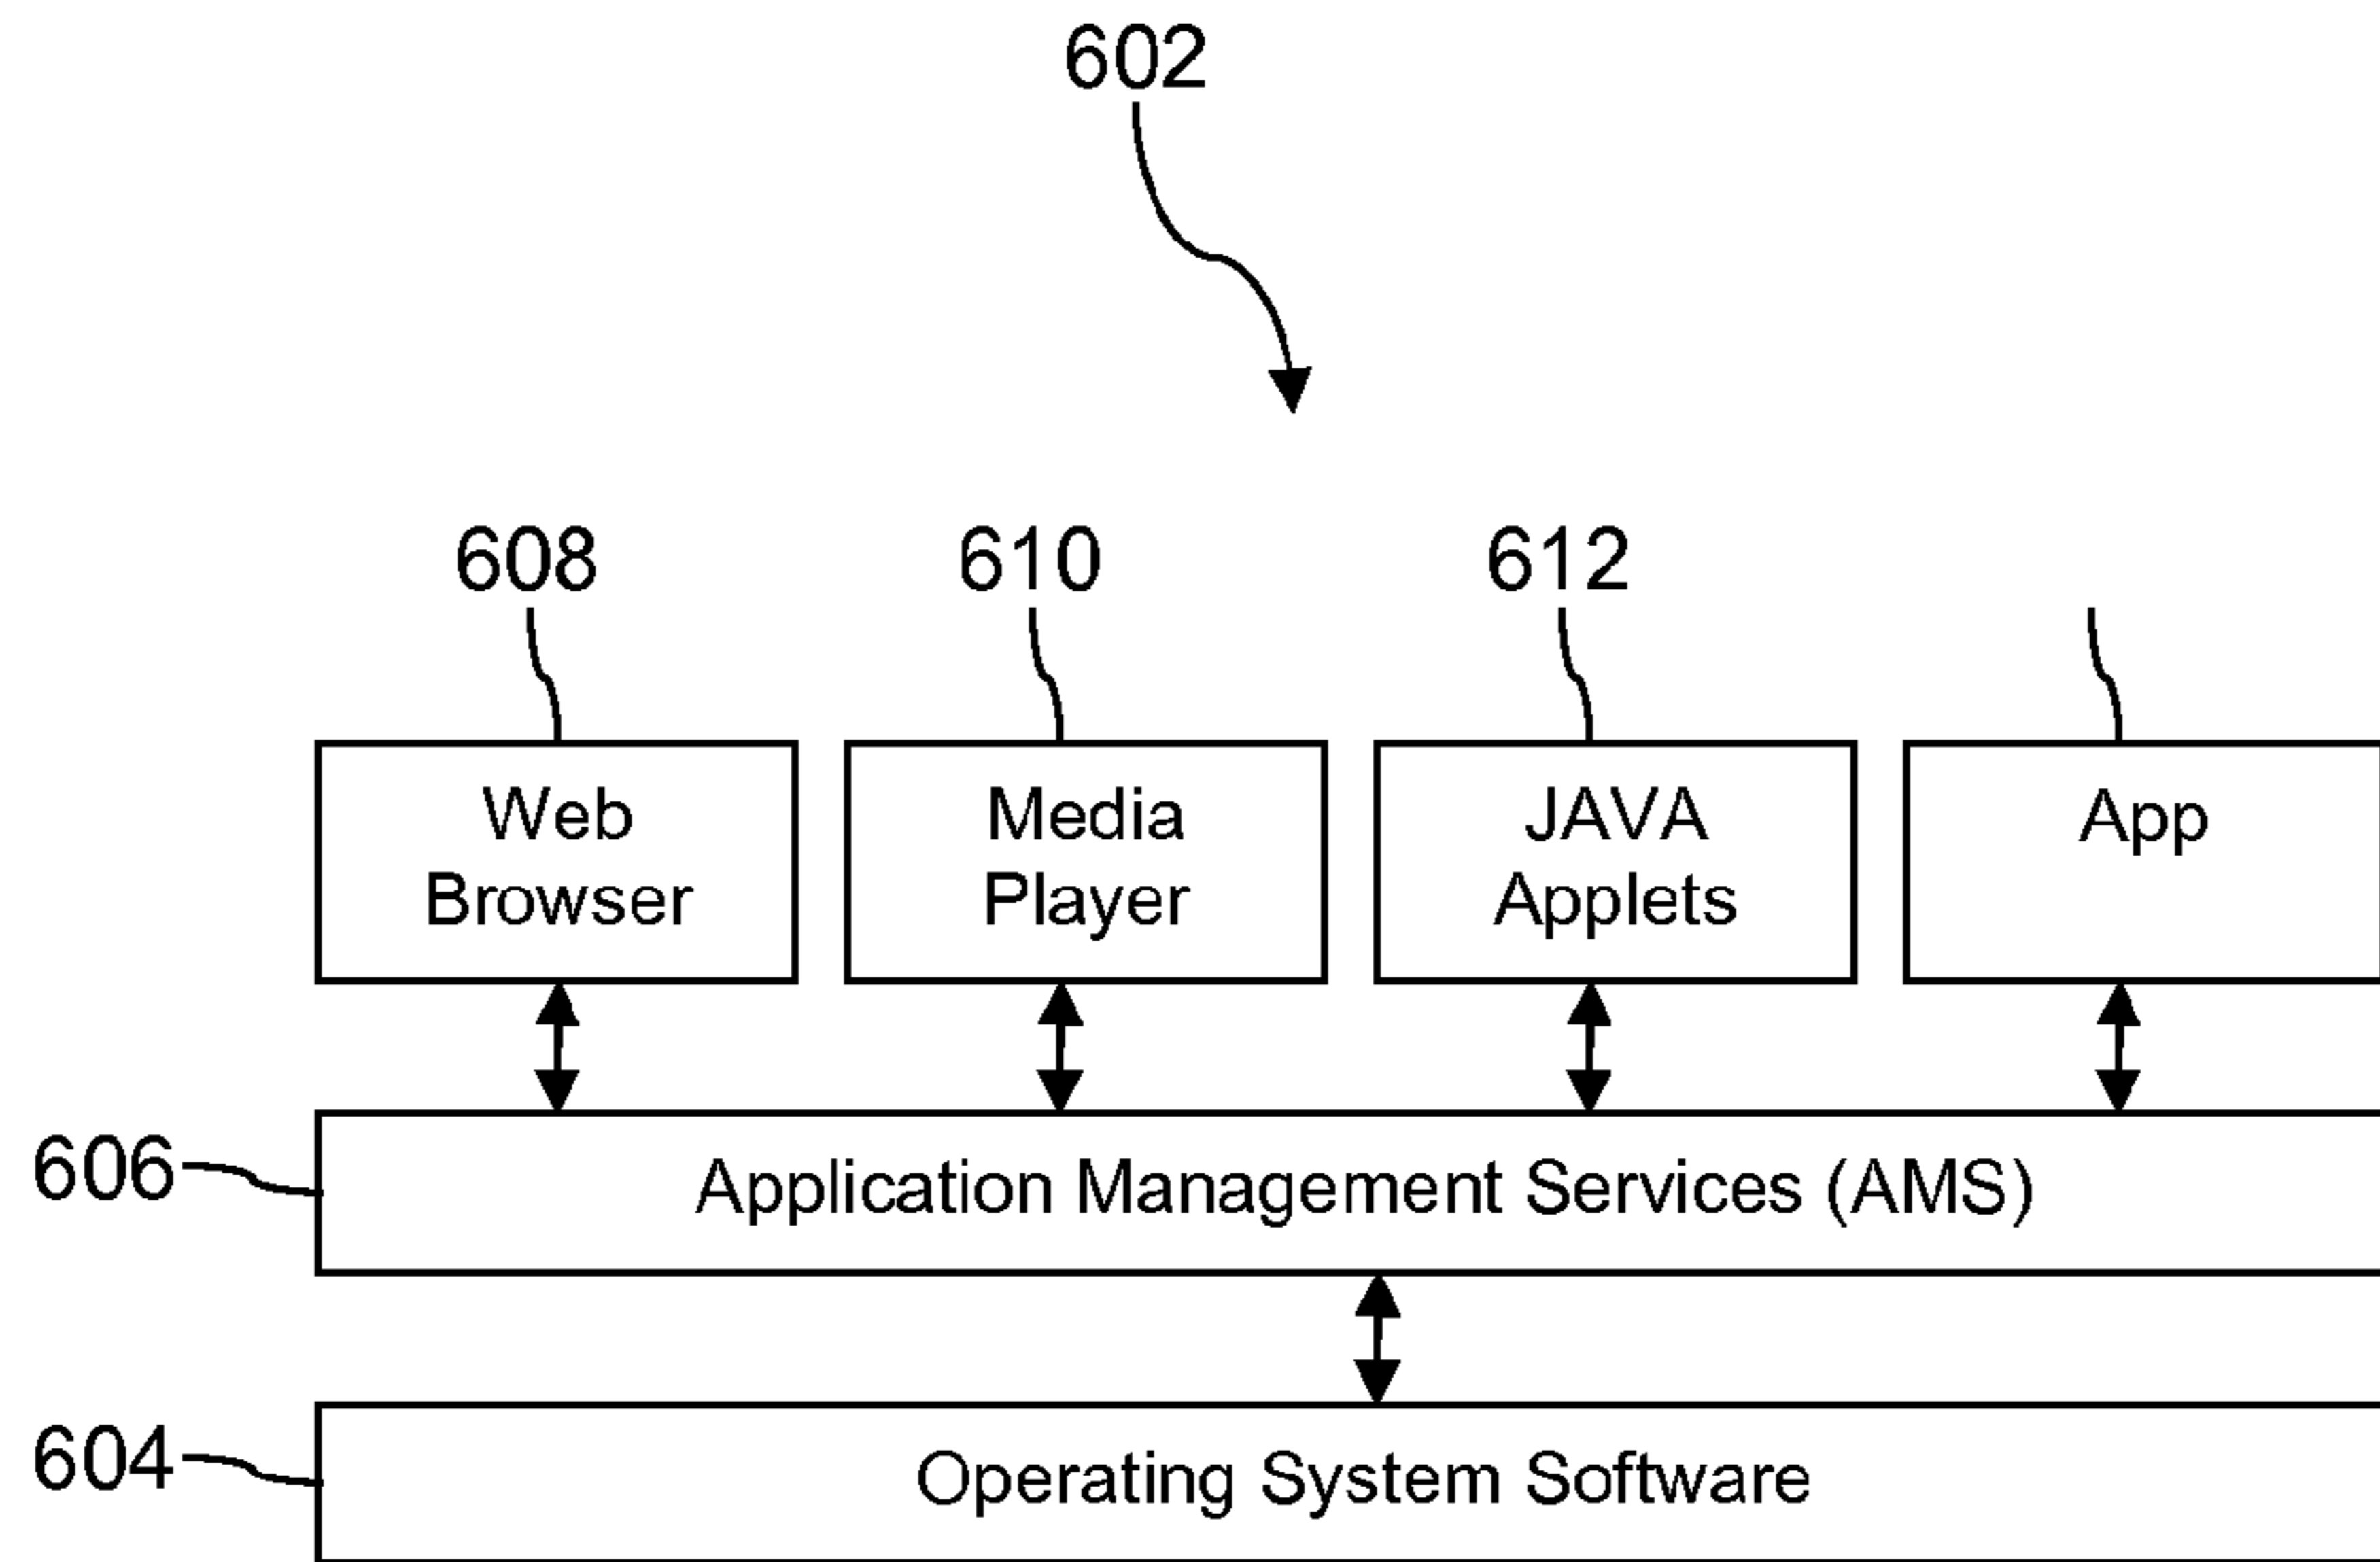 602
608
610
612
Web
Browser
Media
Player
JAVA
Applets
App
606
Application Management Services (AMS)
604
Operating System Software